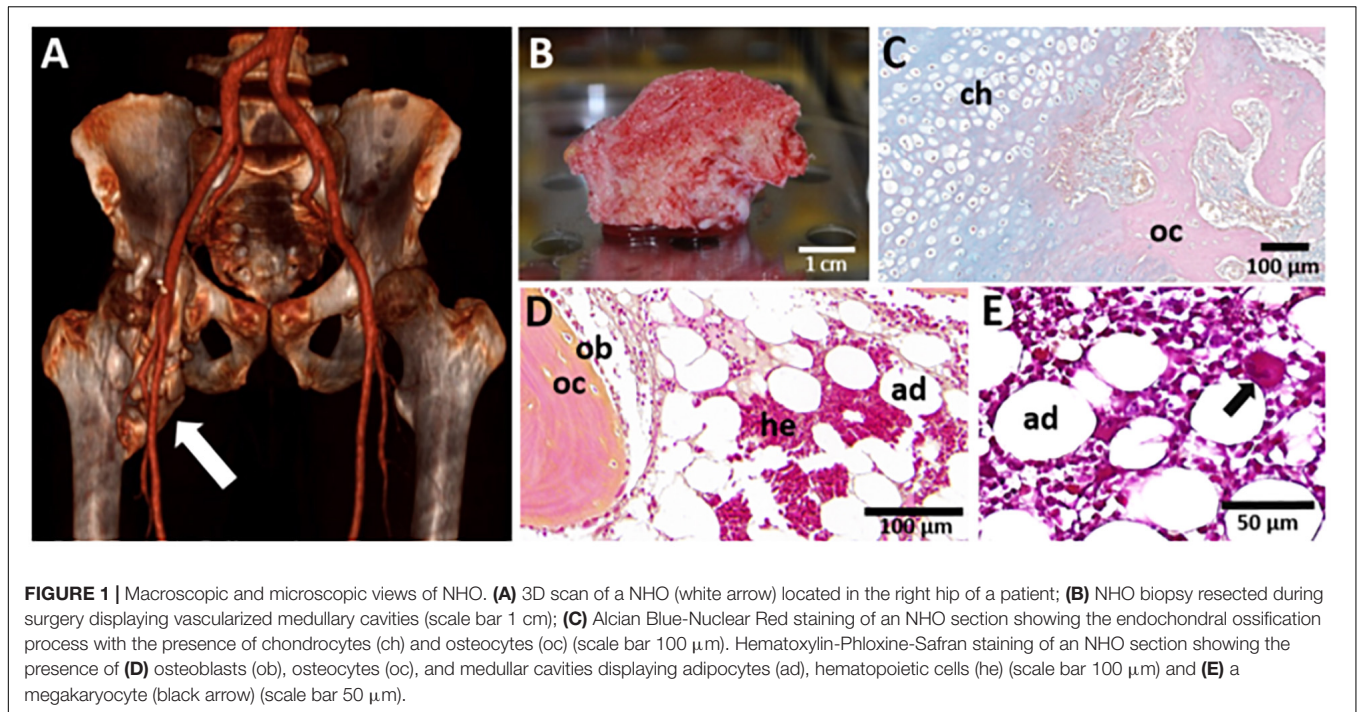 A
B
1 cm
C
ch
oc
100 μm
D
ob
oc
he
ad
100 μm
E
ad
50 μm
FIGURE 1 | Macroscopic and microscopic views of NHO. (A) 3D scan of a NHO (white arrow) located in the right hip of a patient; (B) NHO biopsy resected during
surgery displaying vascularized medullary cavities (scale bar 1 cm); (C) Alcian Blue-Nuclear Red staining of an NHO section showing the endochondral ossification
process with the presence of chondrocytes (ch) and osteocytes (oc) (scale bar 100 μm). Hematoxylin-Phloxine-Safran staining of an NHO section showing the
presence of (D) osteoblasts (ob), osteocytes (oc), and medullar cavities displaying adipocytes (ad), hematopoietic cells (he) (scale bar 100 μm) and (E) a
megakaryocyte (black arrow) (scale bar 50 μm).